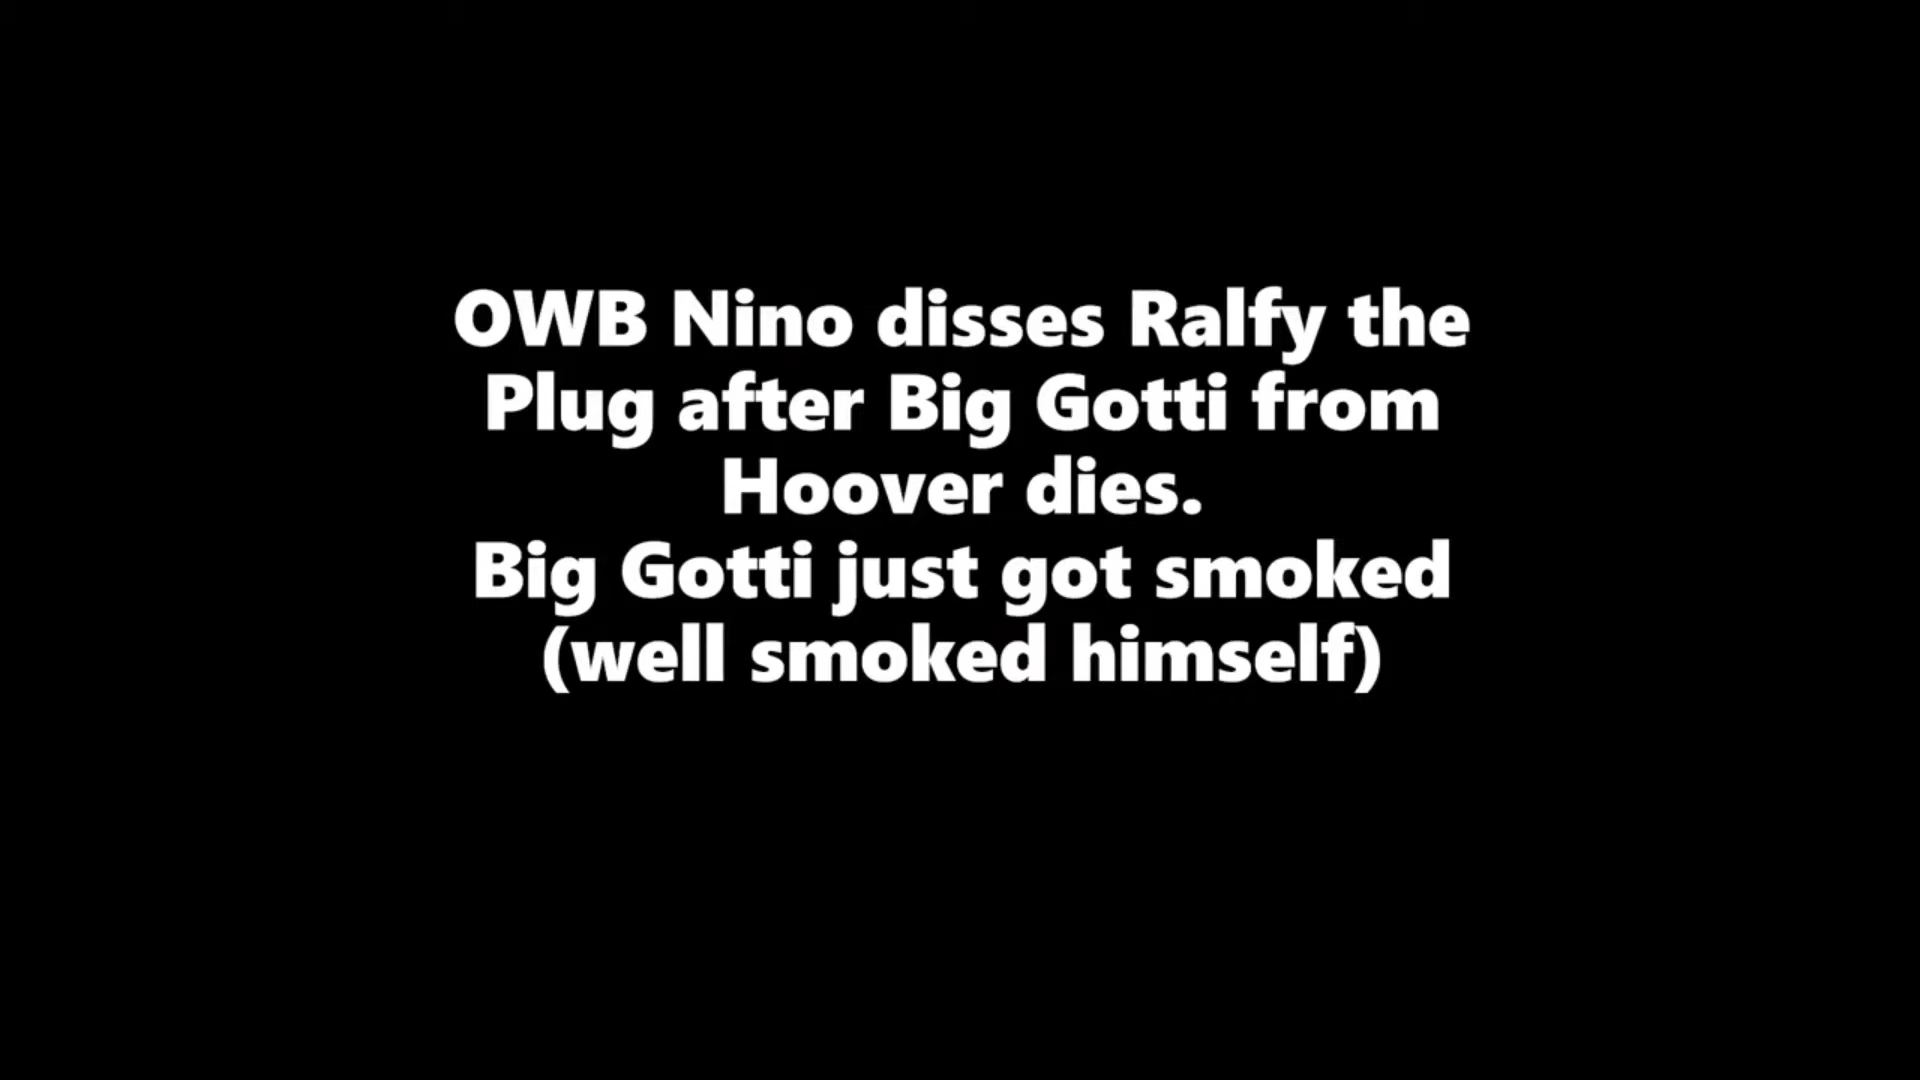 OWB Nino disses Ralfy the
Plug after Big Gotti from
Hoover dies.
Big Gotti just got smoked
(well smoked himself)